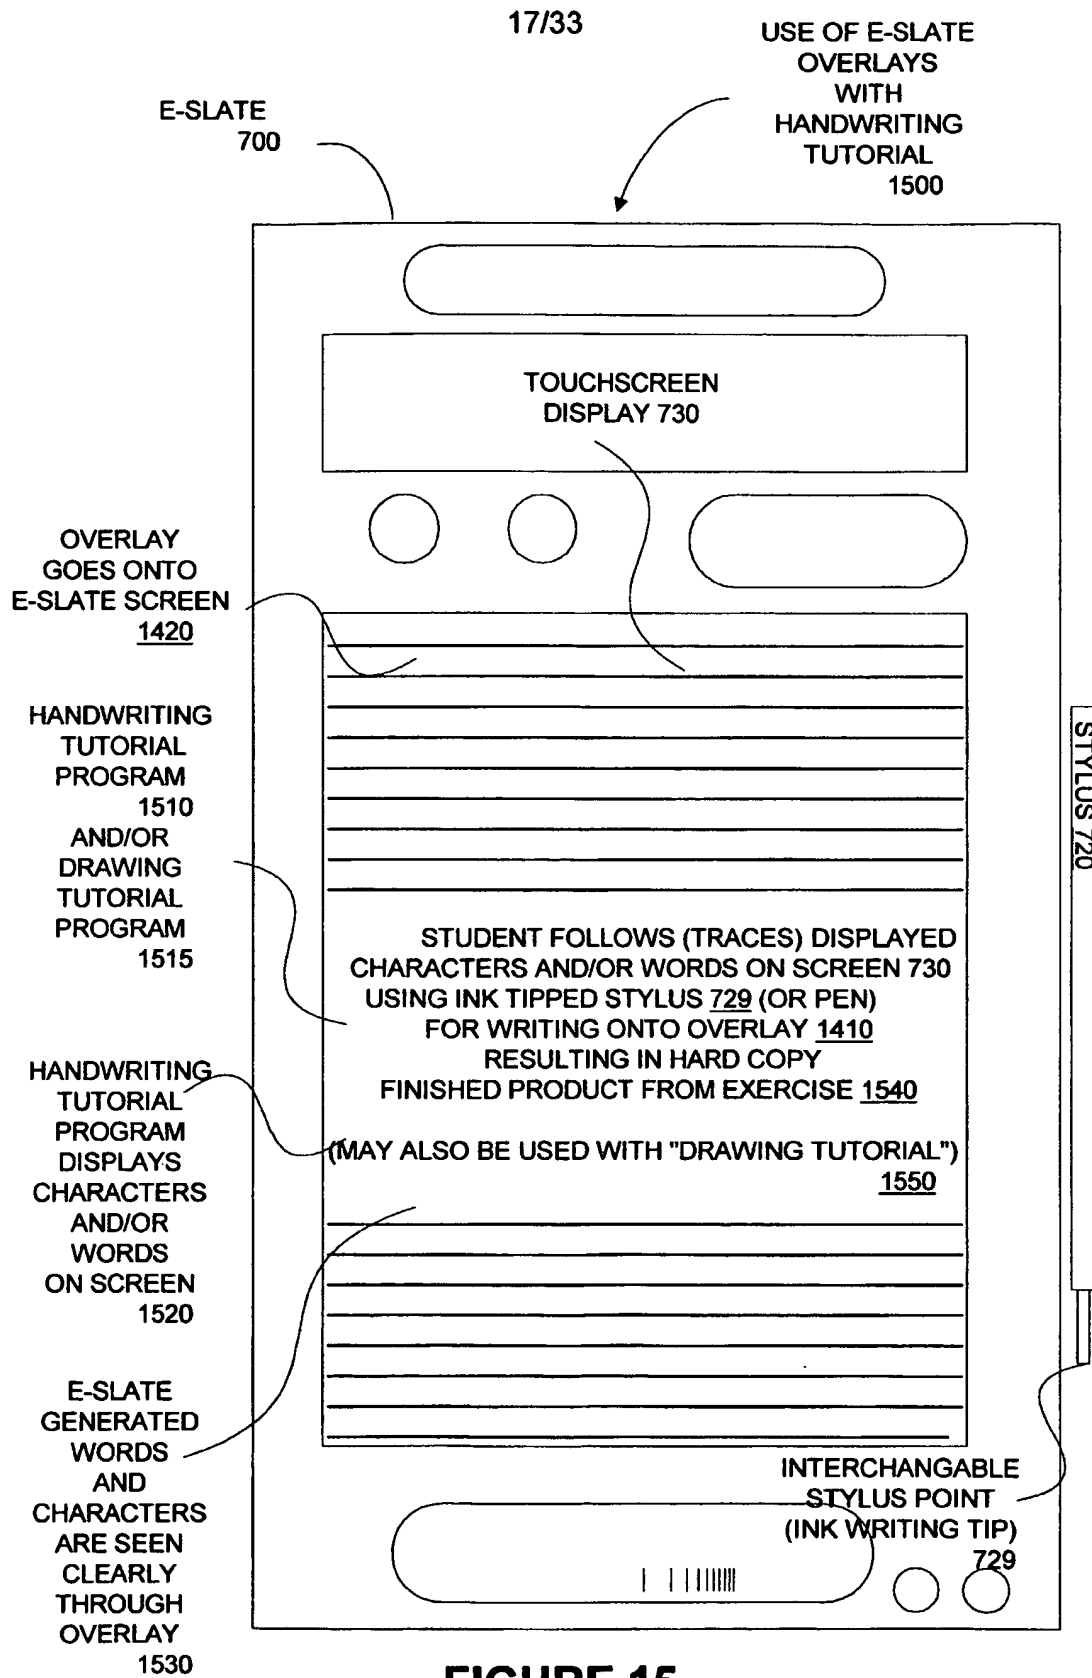 17/33
USE OF E-SLATE
OVERLAYS
WITH
HANDWRITING
TUTORIAL
1500
E-SLATE
700
TOUCHSCREEN
DISPLAY 730
OVERLAY
GOES ONTO
E-SLATE SCREEN
1420
HANDWRITING
TUTORIAL
PROGRAM
1510
AND/OR
DRAWING
TUTORIAL
PROGRAM
1515
STYLUS 720
STUDENT FOLLOWS (TRACES) DISPLAYED
CHARACTERS AND/OR WORDS ON SCREEN 730
USING INK TIPPED STYLUS 729 (OR PEN)
FOR WRITING ONTO OVERLAY 1410
RESULTING IN HARD COPY
FINISHED PRODUCT FROM EXERCISE 1540
(MAY ALSO BE USED WITH "DRAWING TUTORIAL")
1550
HANDWRITING
TUTORIAL
PROGRAM
DISPLAYS
CHARACTERS
AND/OR
WORDS
ON SCREEN
1520
E-SLATE
GENERATED
WORDS
AND
CHARACTERS
ARE SEEN
CLEARLY
THROUGH
OVERLAY
1530
INTERCHANGABLE
STYLUS POINT
(INK WRITING TIP)
729
FIGURE 15